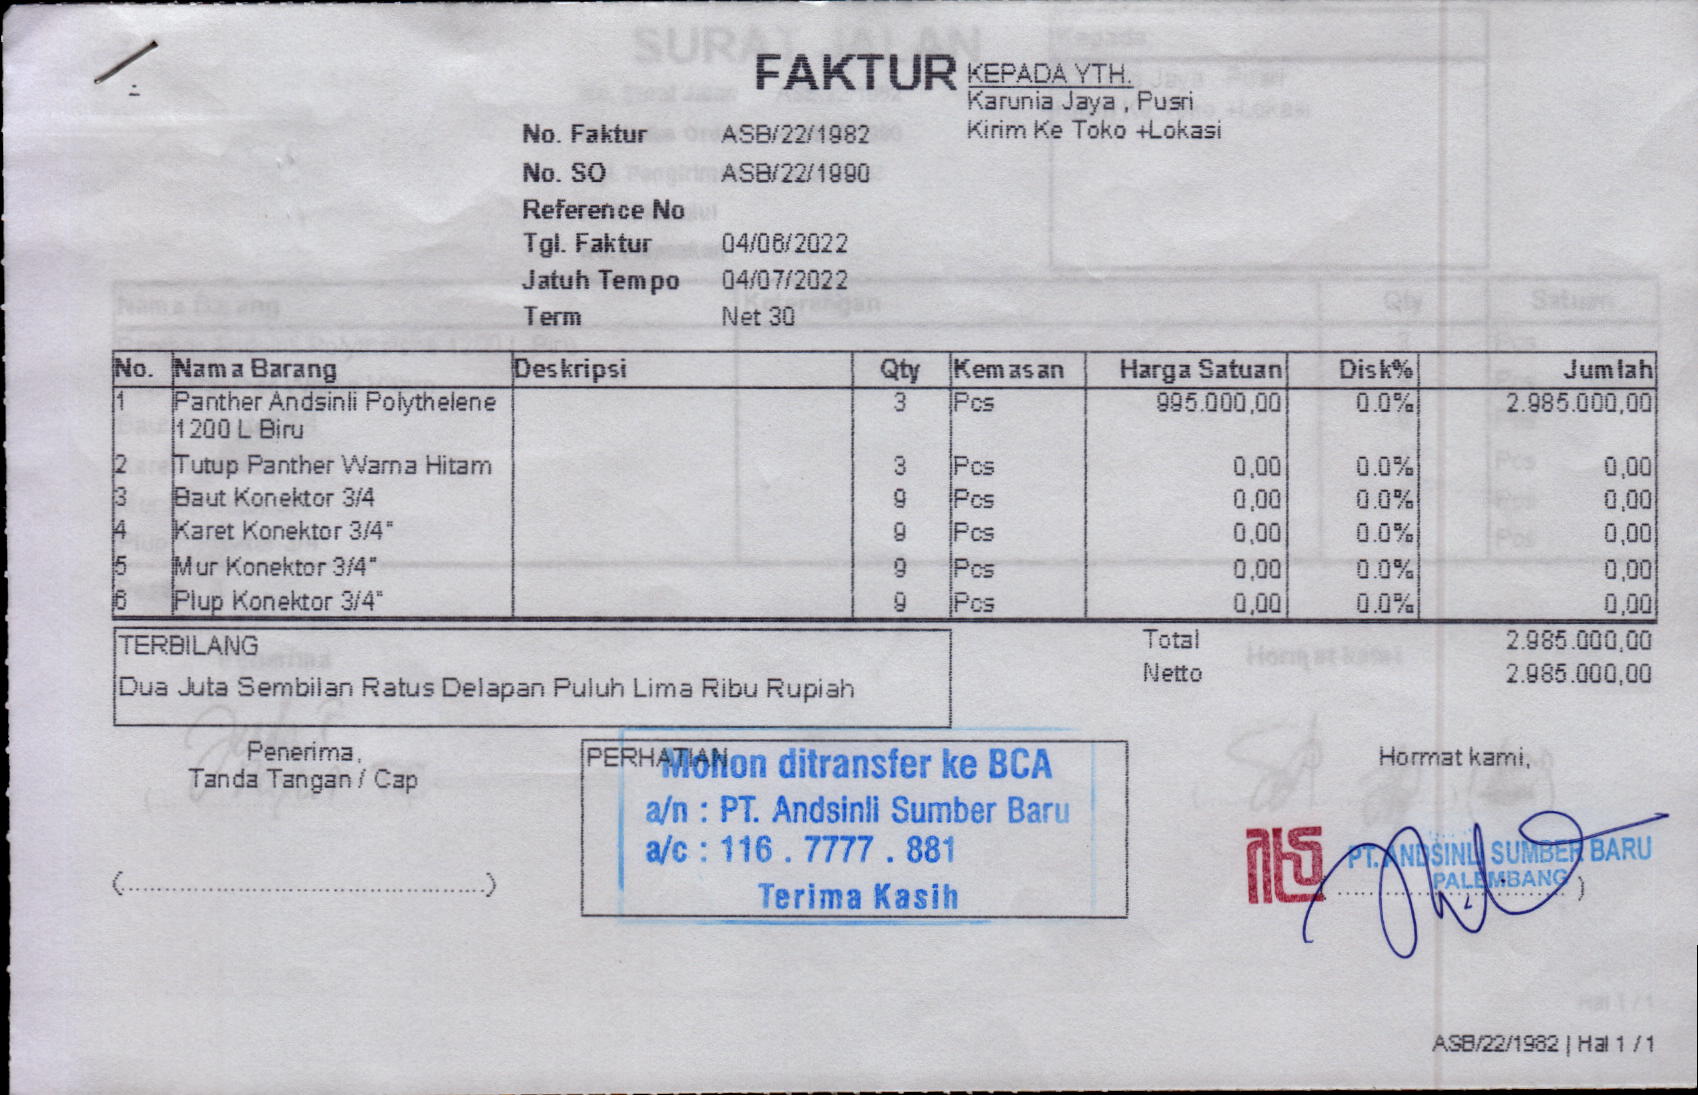 FAKTUR
KEPADA YTH.
Karunia Jaya , Pusri
Kirim Ke Toko +Lokasi
No. Faktur ASB/22/1982
No. SO ASB/22/1990
Reference No
Tgl. Faktur 04/06/2022
Jatuh Tempo 04/07/2022
Term Net 30
No. Nama Barang Deskripsi Qty Kemasan Harga Satuan Disk% Jumlah
1 Panther Andsinli Polythelene 3 Pcs 995.000,00 0.0% 2.985.000,00
1200 L Biru
2 Tutup Panther Warna Hitam 3 Pcs 0,00 0.0% 0,00
3 Baut Konektor 3/4 9 Pcs 0,00 0.0% 0,00
4 Karet Konektor 3/4" 9 Pcs 0,00 0.0% 0,00
5 Mur Konektor 3/4" 9 Pcs 0,00 0.0% 0,00
6 Plup Konektor 3/4" 9 Pcs 0,00 0.0% 0,00
TERBILANG
Dua Juta Sembilan Ratus Delapan Puluh Lima Ribu Rupiah
Total 2.985.000,00
Netto 2.985.000,00
Penerima,
Tanda Tangan / Cap
(................................................)
PERHATIAN
Mohon ditransfer ke BCA
a/n : PT. Andsinli Sumber Baru
a/c : 116 . 7777 . 881
Terima Kasih
Hormat kami,
PT. ANDSINLI SUMBER BARU
PALEMBANG
ASB/22/1982 | Hal 1 / 1